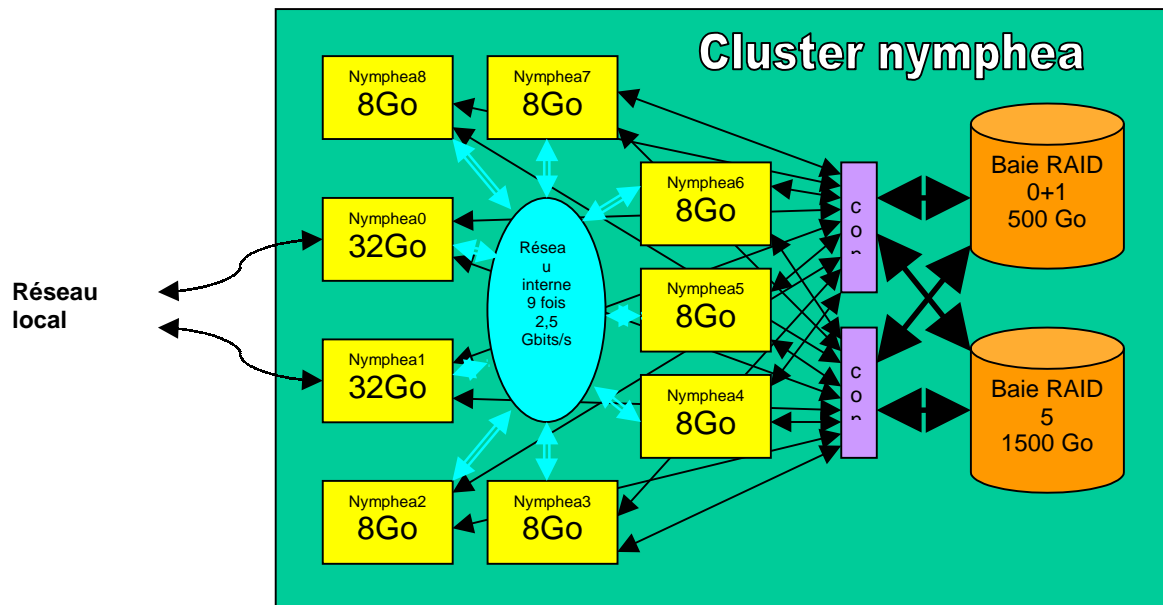 Cluster nymphea
Nymphea8
8Go
Nymphea7
8Go
Nymphea6
8Go
Nymphea0
32Go
Résea
u
interne
9 fois
2,5
Gbits/s
Nymphea5
8Go
Nymphea1
32Go
Nymphea4
8Go
Nymphea2
8Go
Nymphea3
8Go
Réseau
local
c
o
c
o
Baie RAID
0+1
500 Go
Baie RAID
5
1500 Go